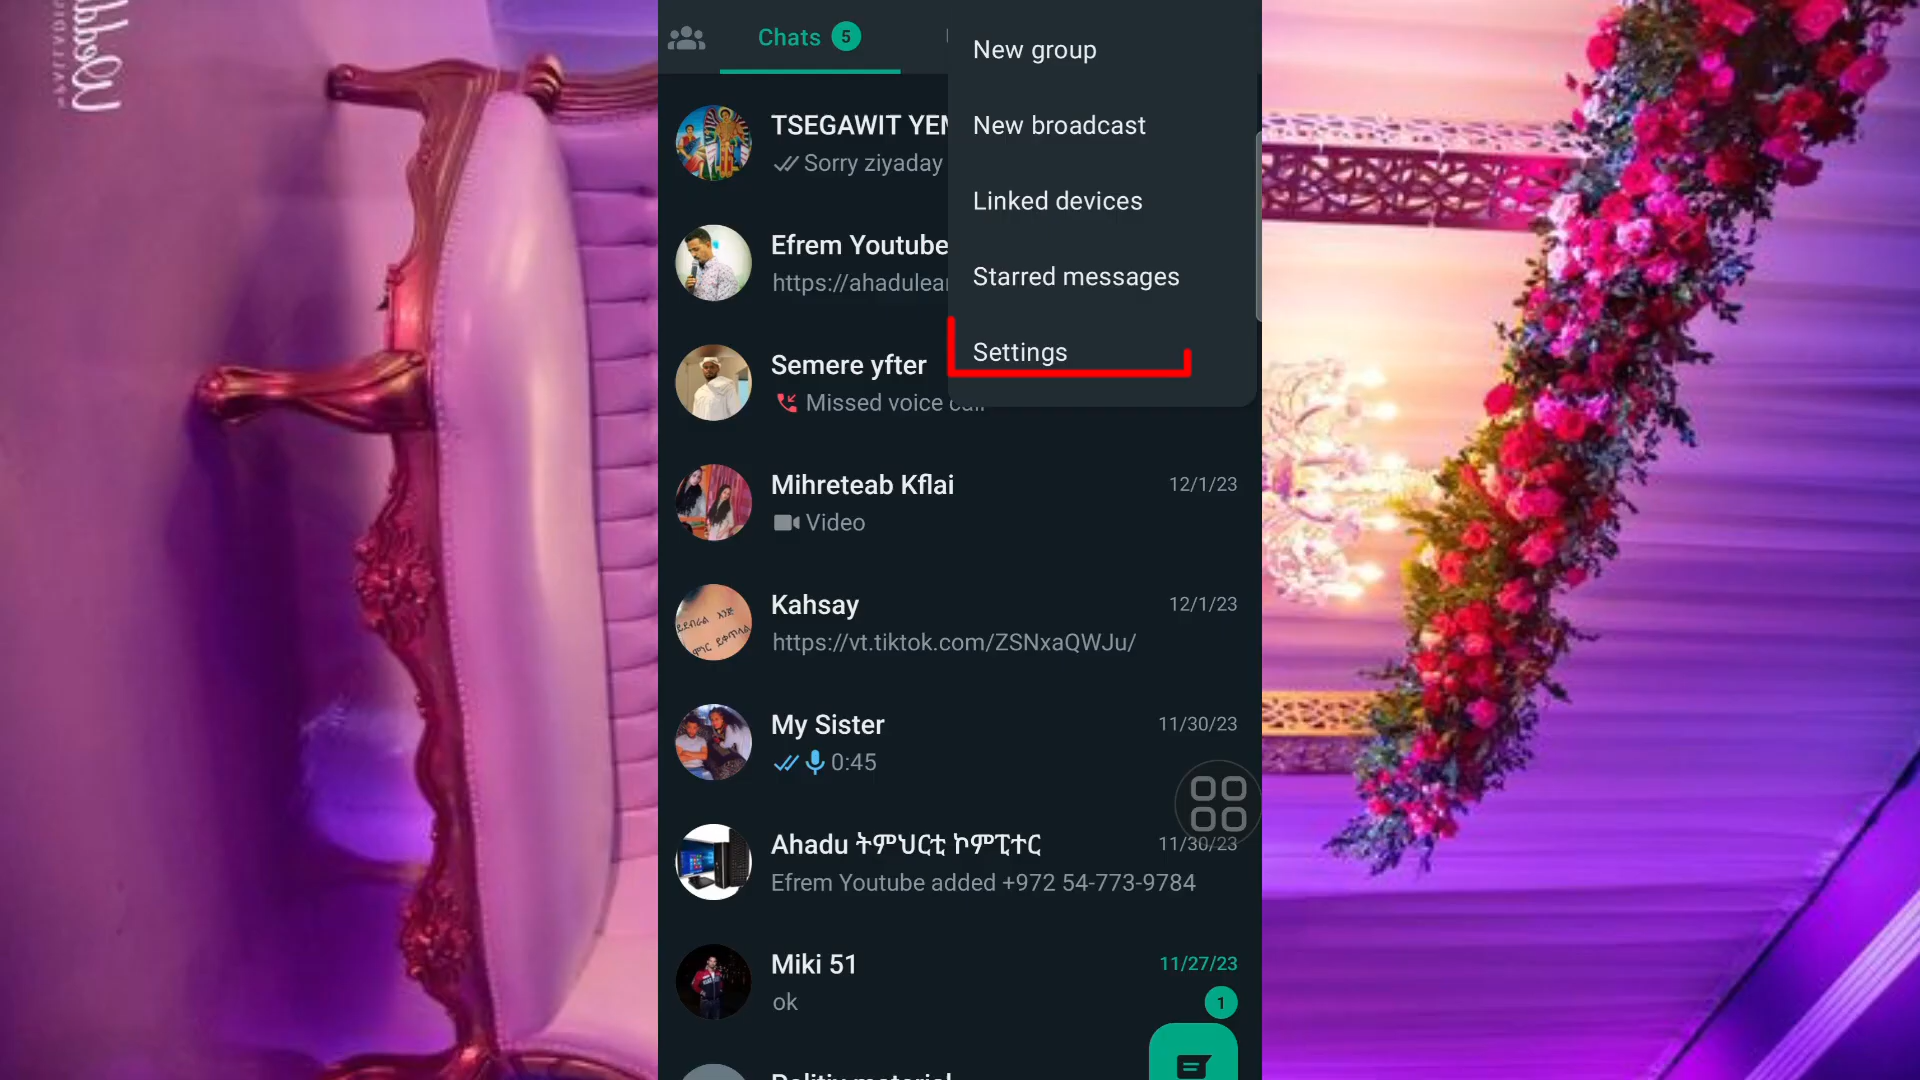 Chats 5
New group
New broadcast
Linked devices
Starred messages
Settings
TSEGAWIT YEM
Sorry ziyaday
Efrem Youtube
https://ahadulear
Semere yfter
Missed voice call
Mihreteab Kflai 12/1/23
Video
Kahsay 12/1/23
https://vt.tiktok.com/ZSNxaQWJu/
My Sister 11/30/23
0:45
Ahadu ትምህርቲ ኮምፒተር 11/30/23
Efrem Youtube added +972 54-773-9784
Miki 51 11/27/23
ok 1